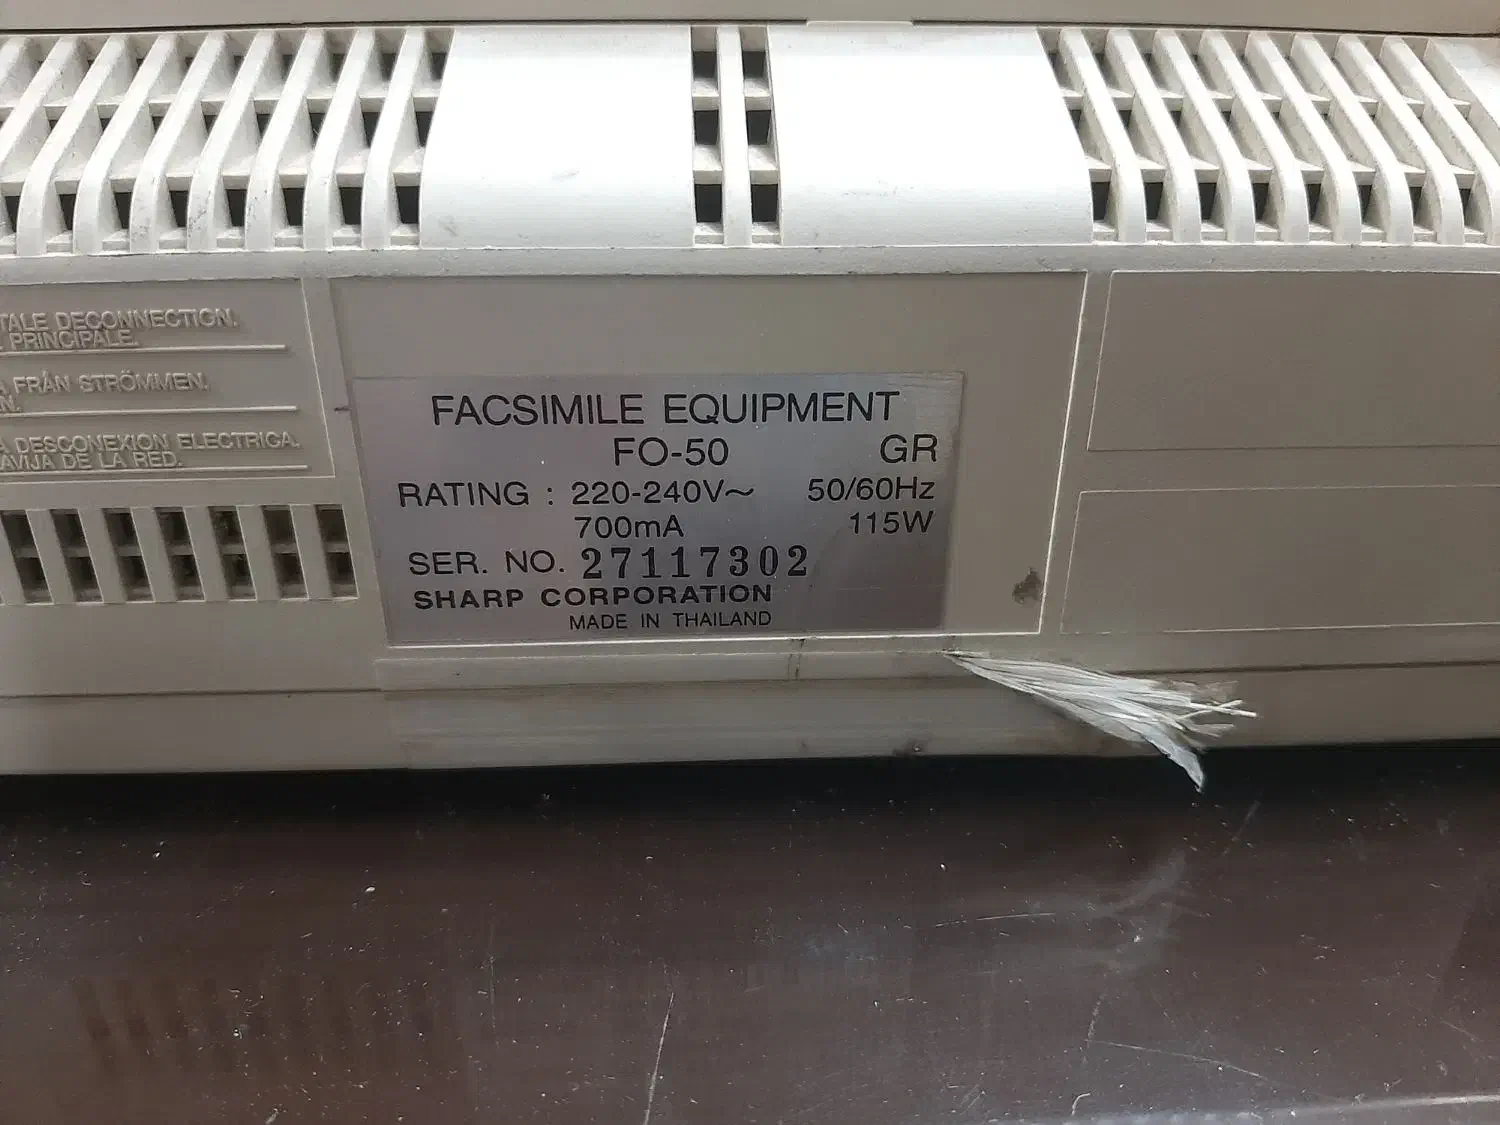 TALE DECONNECTION.
PRINCIPALE.
FRÅN STRÖMMEN.
A DESCONEXION ELECTRICA.
AVIJA DE LA RED.
FACSIMILE EQUIPMENT
FO-50 GR
RATING : 220-240V~ 50/60Hz
700mA 115W
SER. NO. 27117302
SHARP CORPORATION
MADE IN THAILAND